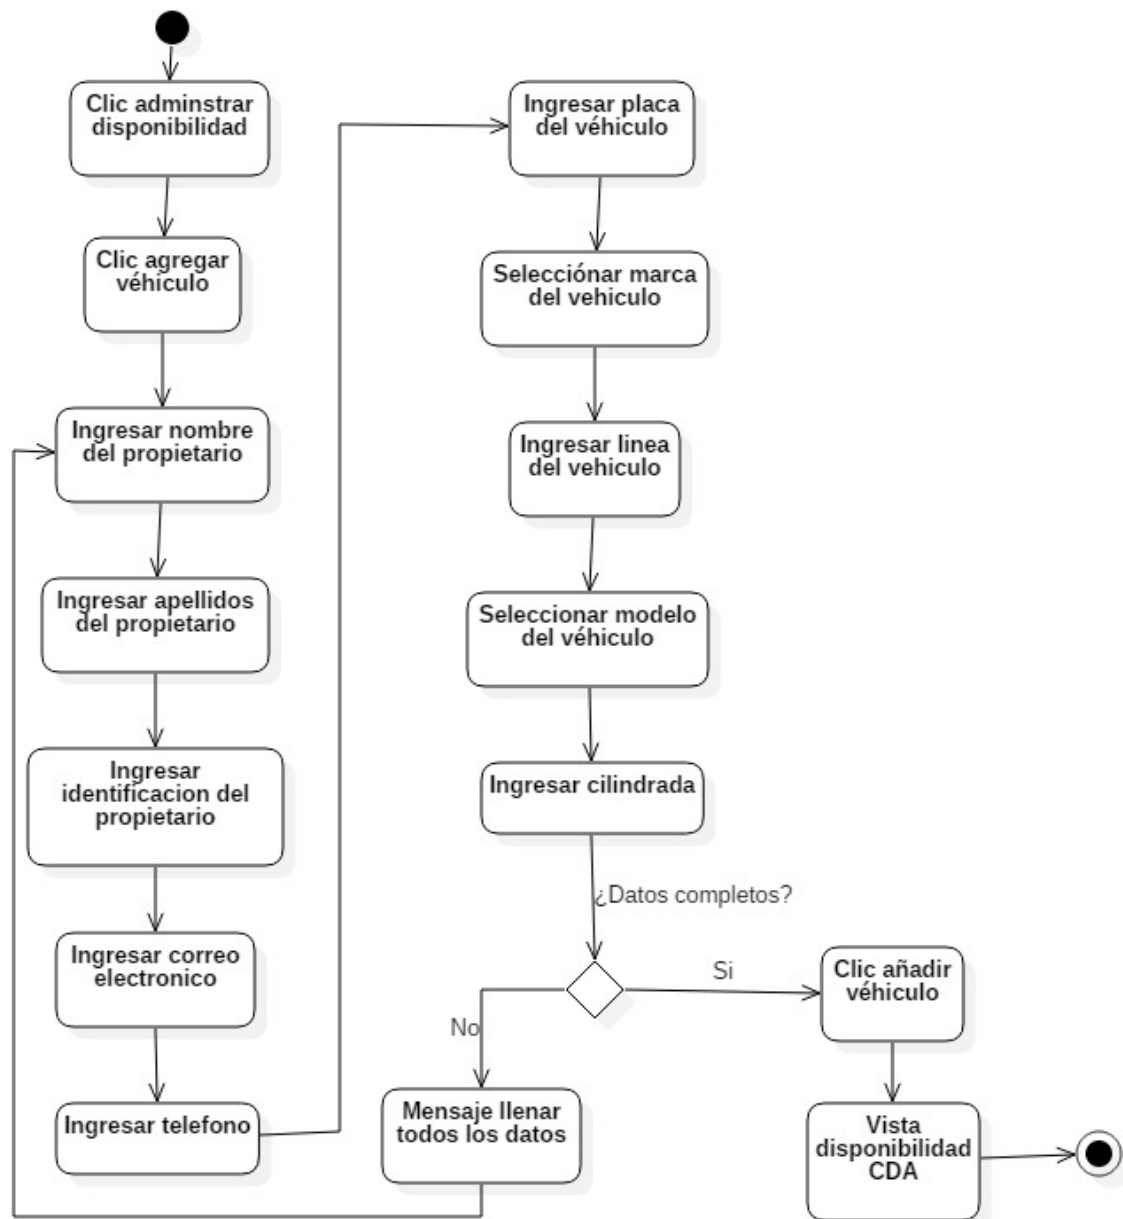 Clic adminstrar
disponibilidad
Clic agregar
véhiculo
Ingresar nombre
del propietario
Ingresar apellidos
del propietario
Ingresar
identificacion del
propietario
Ingresar correo
electronico
Ingresar telefono
Ingresar placa
del véhiculo
Selecciónar marca
del vehiculo
Ingresar linea
del vehiculo
Seleccionar modelo
del véhiculo
Ingresar cilindrada
¿Datos completos?
No
Si
Mensaje llenar
todos los datos
Clic añadir
véhiculo
Vista
disponibilidad
CDA